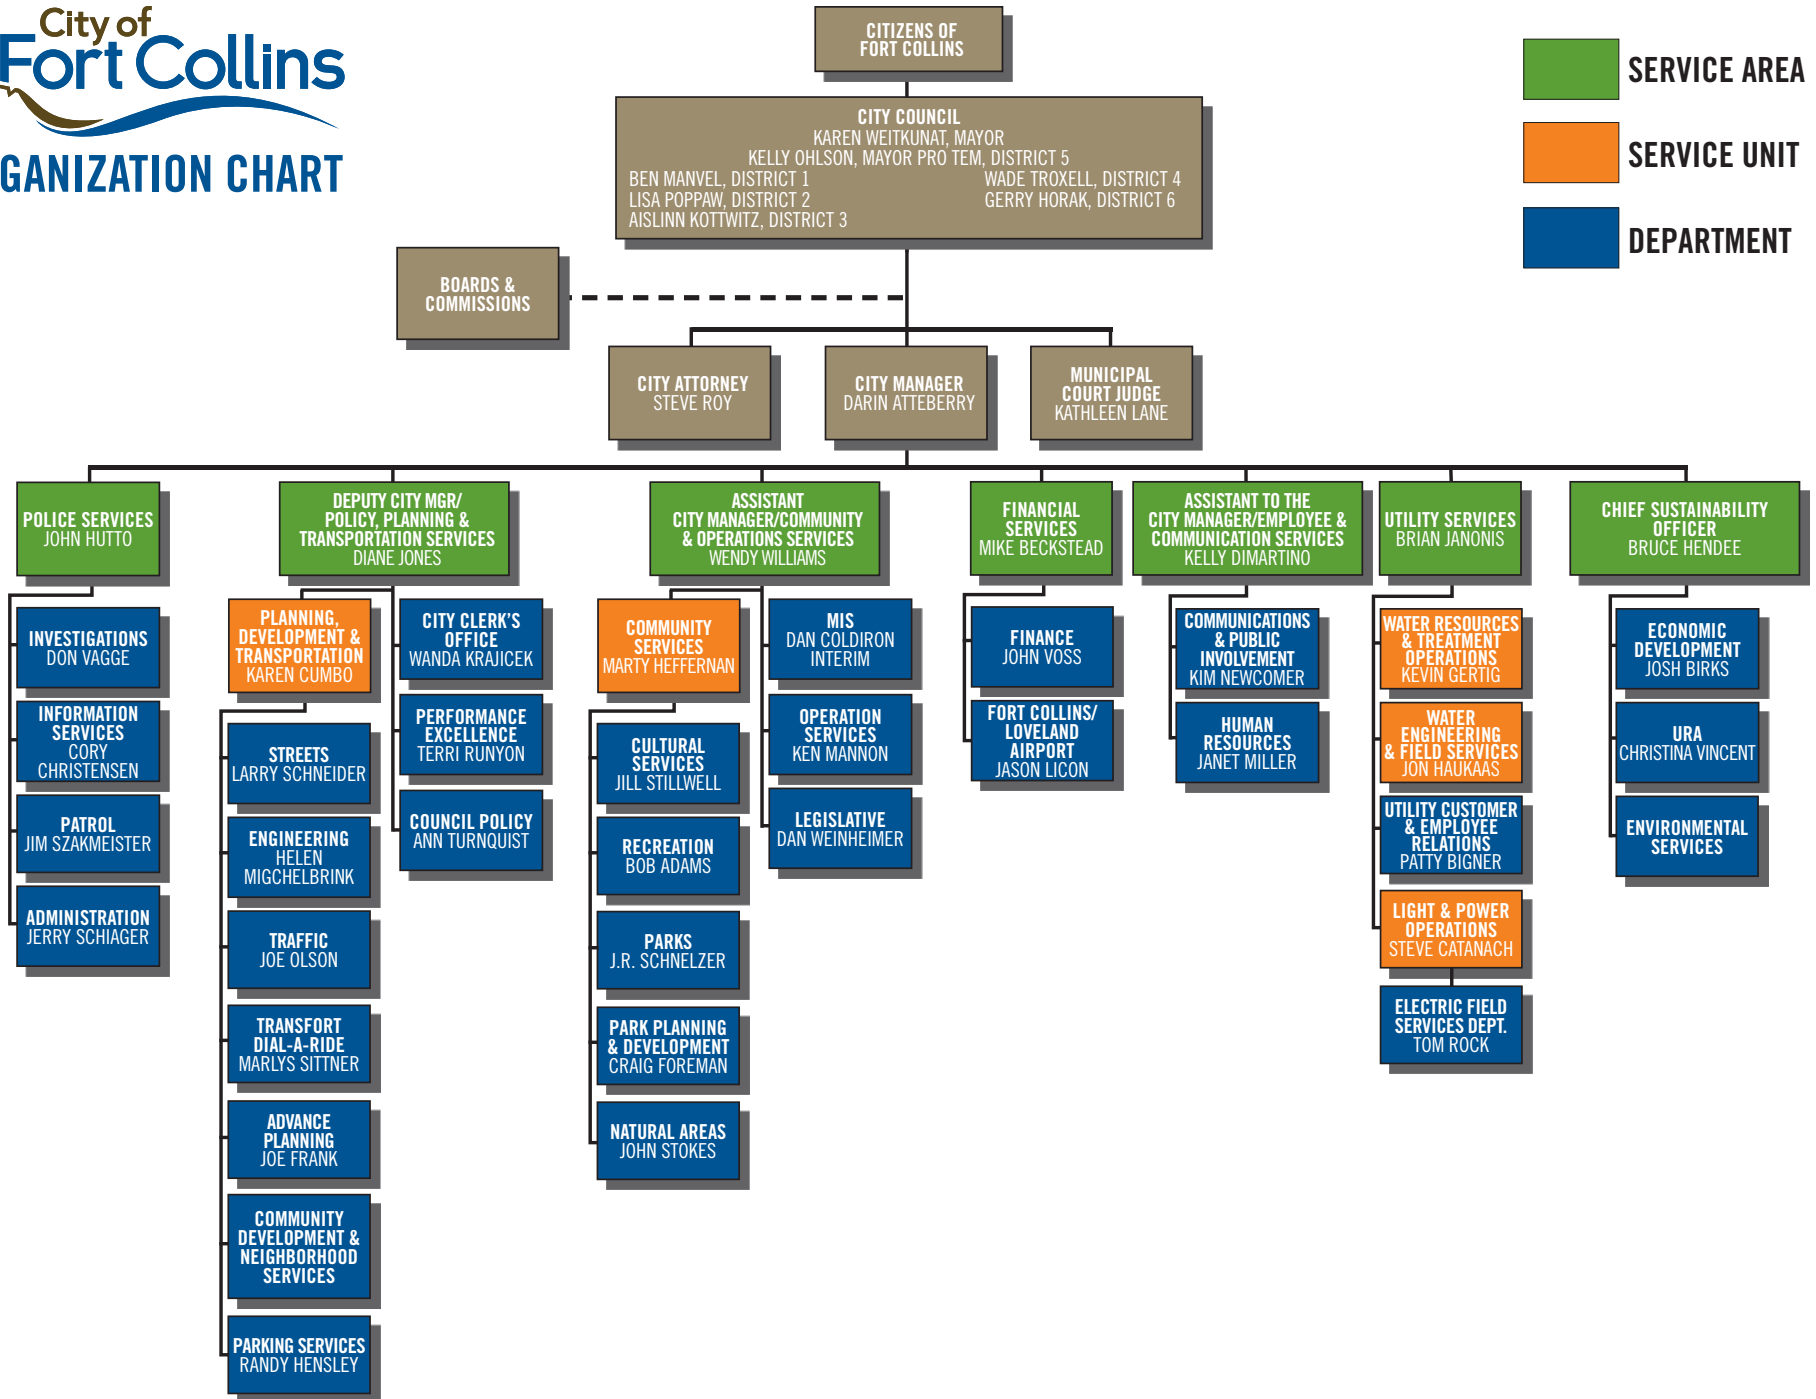 City of
Fort Collins
GANIZATION CHART
CITIZENS OF
FORT COLLINS
CITY COUNCIL
KAREN WEITKUNAT, MAYOR
KELLY OHLSON, MAYOR PRO TEM, DISTRICT 5
BEN MANVEL, DISTRICT 1
LISA POPPAW, DISTRICT 2
AISLINN KOTTWITZ, DISTRICT 3
WADE TROXELL, DISTRICT 4
GERRY HORAK, DISTRICT 6
SERVICE AREA
SERVICE UNIT
DEPARTMENT
BOARDS &
COMMISSIONS
CITY ATTORNEY
STEVE ROY
CITY MANAGER
DARIN ATTEBERRY
MUNICIPAL
COURT JUDGE
KATHLEEN LANE
POLICE SERVICES
JOHN HUTTO
INVESTIGATIONS
DON VAGGE
INFORMATION
SERVICES
CORY
CHRISTENSEN
PATROL
JIM SZAKMEISTER
ADMINISTRATION
JERRY SCHIAGER
DEPUTY CITY MGR/
POLICY, PLANNING &
TRANSPORTATION SERVICES
DIANE JONES
PLANNING,
DEVELOPMENT &
TRANSPORTATION
KAREN CUMBO
STREETS
LARRY SCHNEIDER
ENGINEERING
HELEN
MIGCHELBRINK
TRAFFIC
JOE OLSON
TRANSFORT
DIAL-A-RIDE
MARLYS SITTNER
ADVANCE
PLANNING
JOE FRANK
COMMUNITY
DEVELOPMENT &
NEIGHBORHOOD
SERVICES
PARKING SERVICES
RANDY HENSLEY
CITY CLERK'S
OFFICE
WANDA KRAJICEK
PERFORMANCE
EXCELLENCE
TERRI RUNYON
COUNCIL POLICY
ANN TURNQUIST
ASSISTANT
CITY MANAGER/COMMUNITY
& OPERATIONS SERVICES
WENDY WILLIAMS
COMMUNITY
SERVICES
MARTY HEFFERNAN
CULTURAL
SERVICES
JILL STILLWELL
RECREATION
BOB ADAMS
PARKS
J.R. SCHNELZER
PARK PLANNING
& DEVELOPMENT
CRAIG FOREMAN
NATURAL AREAS
JOHN STOKES
MIS
DAN COLDIRON
INTERIM
OPERATION
SERVICES
KEN MANNON
LEGISLATIVE
DAN WEINHEIMER
FINANCIAL
SERVICES
MIKE BECKSTEAD
FINANCE
JOHN VOSS
FORT COLLINS/
LOVELAND
AIRPORT
JASON LICON
ASSISTANT TO THE
CITY MANAGER/EMPLOYEE &
COMMUNICATION SERVICES
KELLY DIMARTINO
COMMUNICATIONS
& PUBLIC
INVOLVEMENT
KIM NEWCOMER
HUMAN
RESOURCES
JANET MILLER
UTILITY SERVICES
BRIAN JANONIS
WATER RESOURCES
& TREATMENT
OPERATIONS
KEVIN GERTIG
WATER
ENGINEERING
& FIELD SERVICES
JON HAUKAAS
UTILITY CUSTOMER
& EMPLOYEE
RELATIONS
PATTY BIGNER
LIGHT & POWER
OPERATIONS
STEVE CATANACH
ELECTRIC FIELD
SERVICES DEPT.
TOM ROCK
CHIEF SUSTAINABILITY
OFFICER
BRUCE HENDEE
ECONOMIC
DEVELOPMENT
JOSH BIRKS
URA
CHRISTINA VINCENT
ENVIRONMENTAL
SERVICES